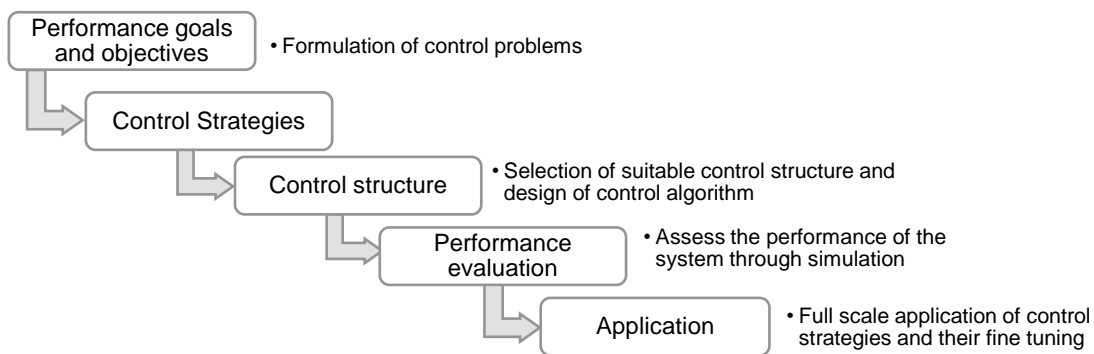 Performance goals
and objectives
• Formulation of control problems
Control Strategies
Control structure
• Selection of suitable control structure and
design of control algorithm
Performance
evaluation
• Assess the performance of the
system through simulation
Application
• Full scale application of control
strategies and their fine tuning